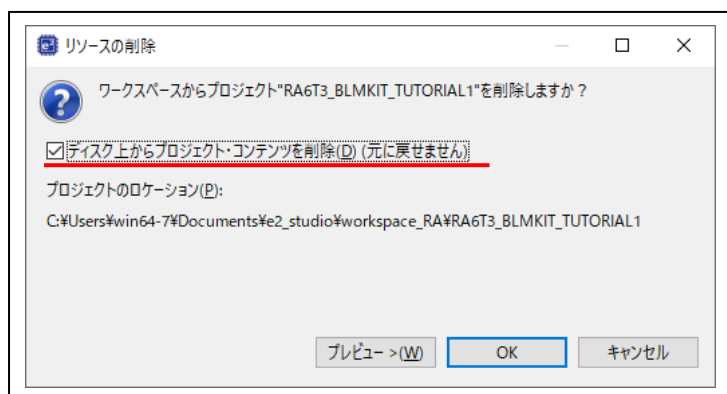 リソースの削除
ワークスペースからプロジェクト"RA6T3_BLMKIT_TUTORIAL1"を削除しますか？
ディスク上からプロジェクト・コンテンツを削除(D) (元に戻せません)
プロジェクトのロケーション(P):
C:¥Users¥win64-7¥Documents¥e2_studio¥workspace_RA¥RA6T3_BLMKIT_TUTORIAL1
プレビュー >(W) OK キャンセル